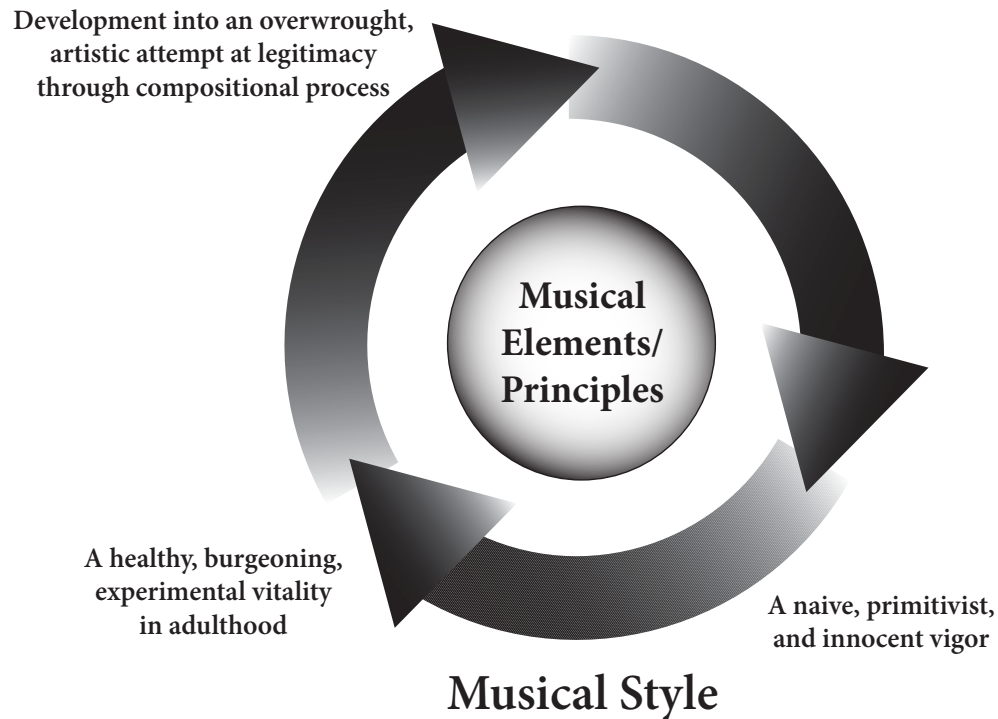 Development into an overwrought,
artistic attempt at legitimacy
through compositional process
Musical
Elements/
Principles
A healthy, burgeoning,
experimental vitality
in adulthood
A naive, primitivist,
and innocent vigor
Musical Style